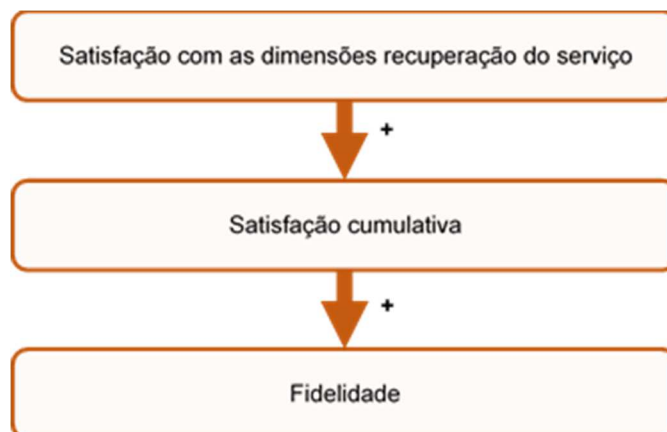 Satisfação com as dimensões recuperação do serviço
+
Satisfação cumulativa
+
Fidelidade